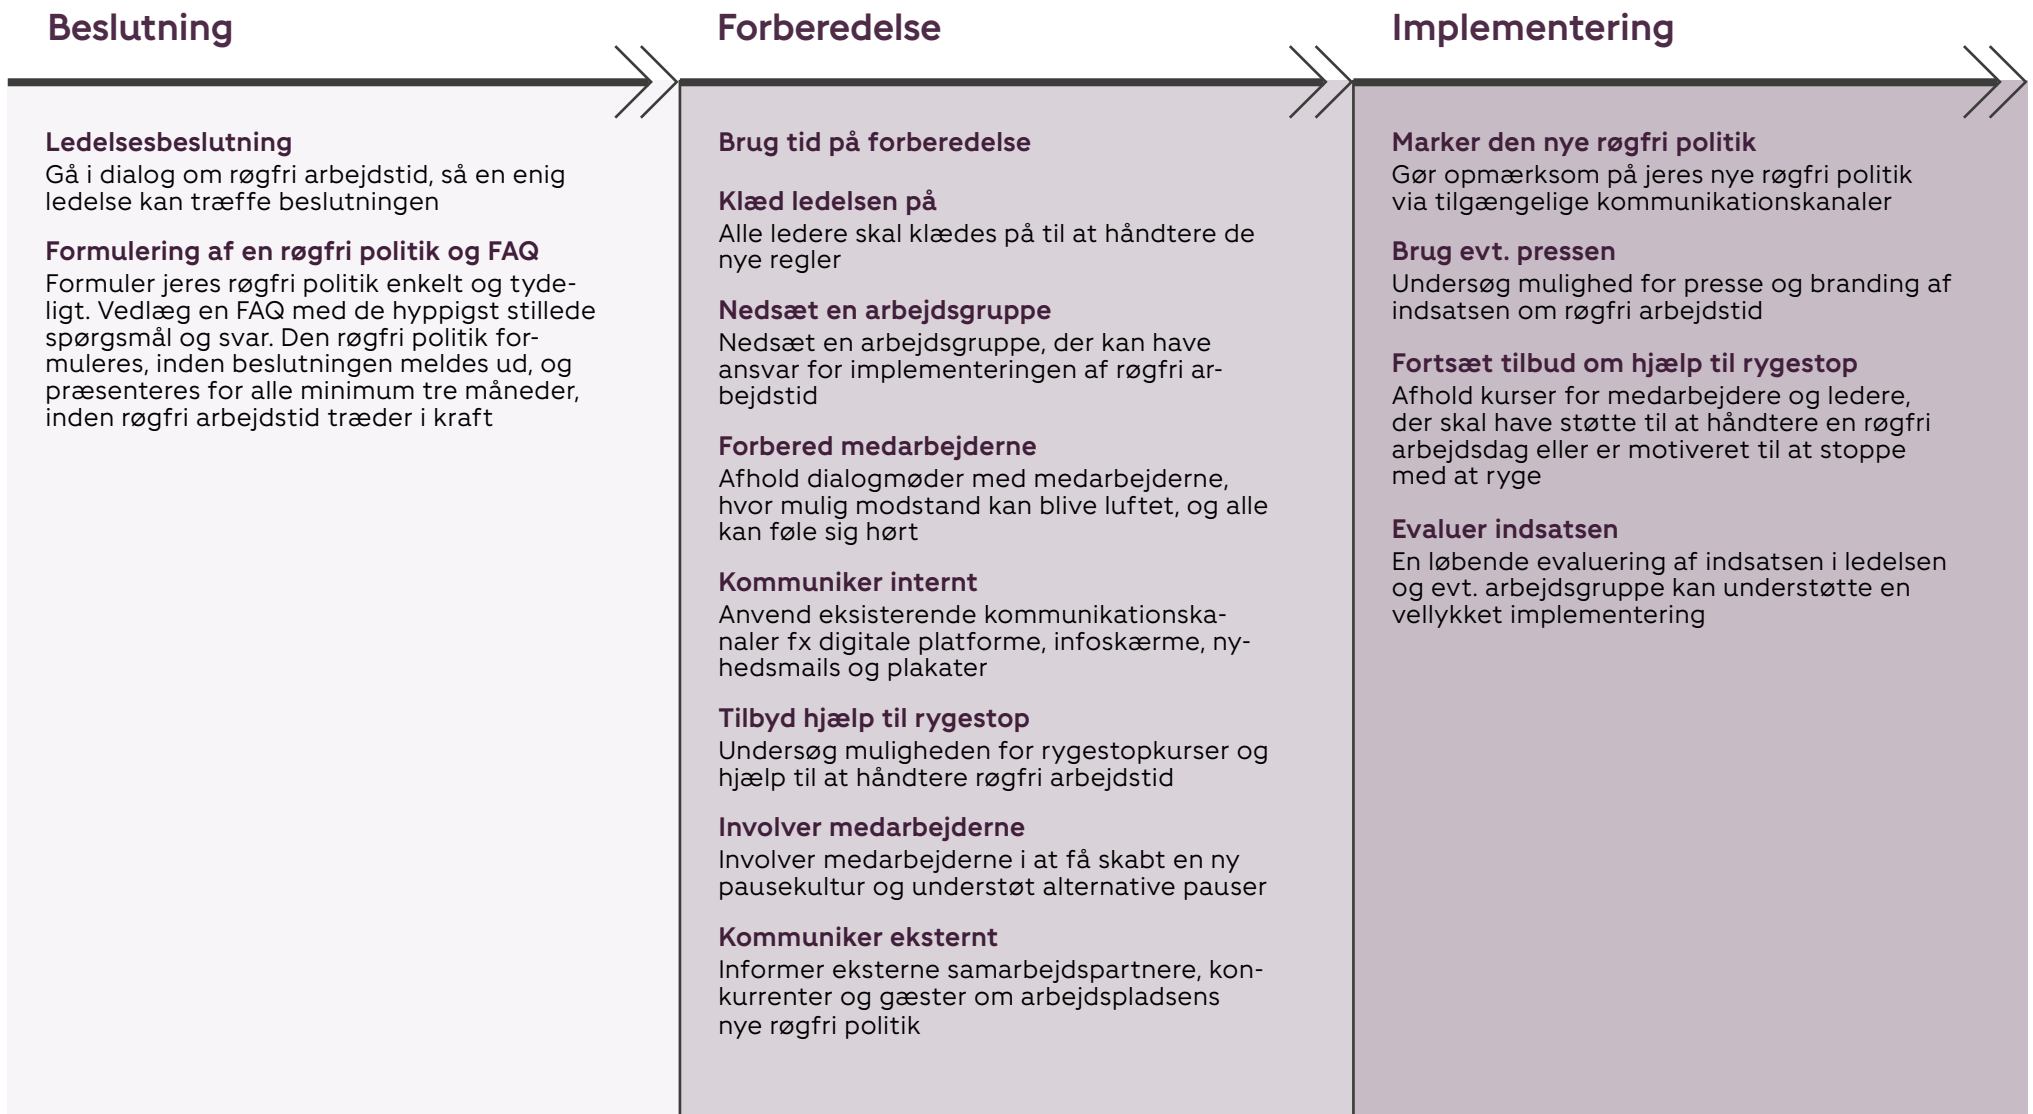 Beslutning
Ledelsesbeslutning
Gå i dialog om røgfri arbejdstid, så en enig
ledelse kan træffe beslutningen
Formulering af en røgfri politik og FAQ
Formuler jeres røgfri politik enkelt og tyde-
ligt. Vedlæg en FAQ med de hyppigst stillede
spørgsmål og svar. Den røgfri politik for-
muleres, inden beslutningen meldes ud, og
præsenteres for alle minimum tre måneder,
inden røgfri arbejdstid træder i kraft
Forberedelse
Brug tid på forberedelse
Klæd ledelsen på
Alle ledere skal klædes på til at håndtere de
nye regler
Nedsæt en arbejdsgruppe
Nedsæt en arbejdsgruppe, der kan have
ansvar for implementeringen af røgfri ar-
bejdstid
Forbered medarbejderne
Afhold dialogmøder med medarbejderne,
hvor mulig modstand kan blive luftet, og alle
kan føle sig hørt
Kommuniker internt
Anvend eksisterende kommunikationska-
naler fx digitale platforme, infoskærme, ny-
hedsmails og plakater
Tilbyd hjælp til rygestop
Undersøg muligheden for rygestopkurser og
hjælp til at håndtere røgfri arbejdstid
Involver medarbejderne
Involver medarbejderne i at få skabt en ny
pausekultur og understøt alternative pauser
Kommuniker eksternt
Informer eksterne samarbejdspartnere, kon-
kurrenter og gæster om arbejdspladsens
nye røgfri politik
Implementering
Marker den nye røgfri politik
Gør opmærksom på jeres nye røgfri politik
via tilgængelige kommunikationskanaler
Brug evt. pressen
Undersøg mulighed for presse og branding af
indsatsen om røgfri arbejdstid
Fortsæt tilbud om hjælp til rygestop
Afhold kurser for medarbejdere og ledere,
der skal have støtte til at håndtere en røgfri
arbejdsdag eller er motiveret til at stoppe
med at ryge
Evaluer indsatsen
En løbende evaluering af indsatsen i ledelsen
og evt. arbejdsgruppe kan understøtte en
vellykket implementering